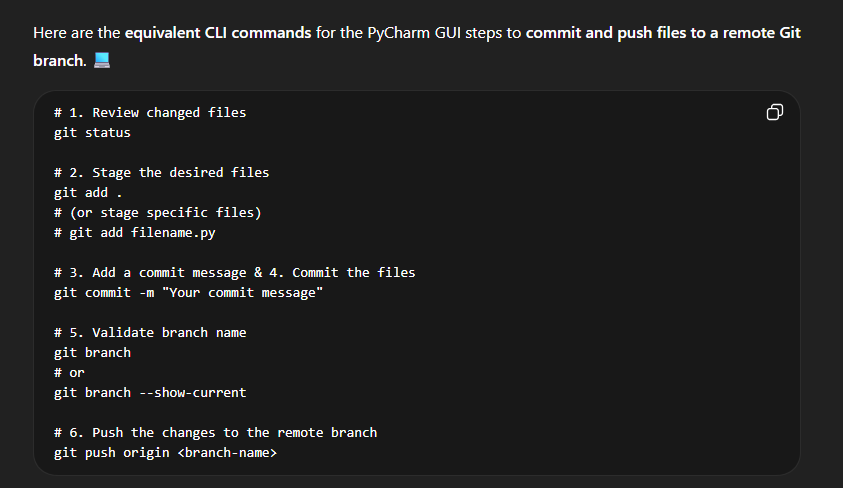 Here are the equivalent CLI commands for the PyCharm GUI steps to commit and push files to a remote Git
branch. 💻
# 1. Review changed files
git status
# 2. Stage the desired files
git add .
# (or stage specific files)
# git add filename.py
# 3. Add a commit message & 4. Commit the files
git commit -m "Your commit message"
# 5. Validate branch name
git branch
# or
git branch --show-current
# 6. Push the changes to the remote branch
git push origin <branch-name>